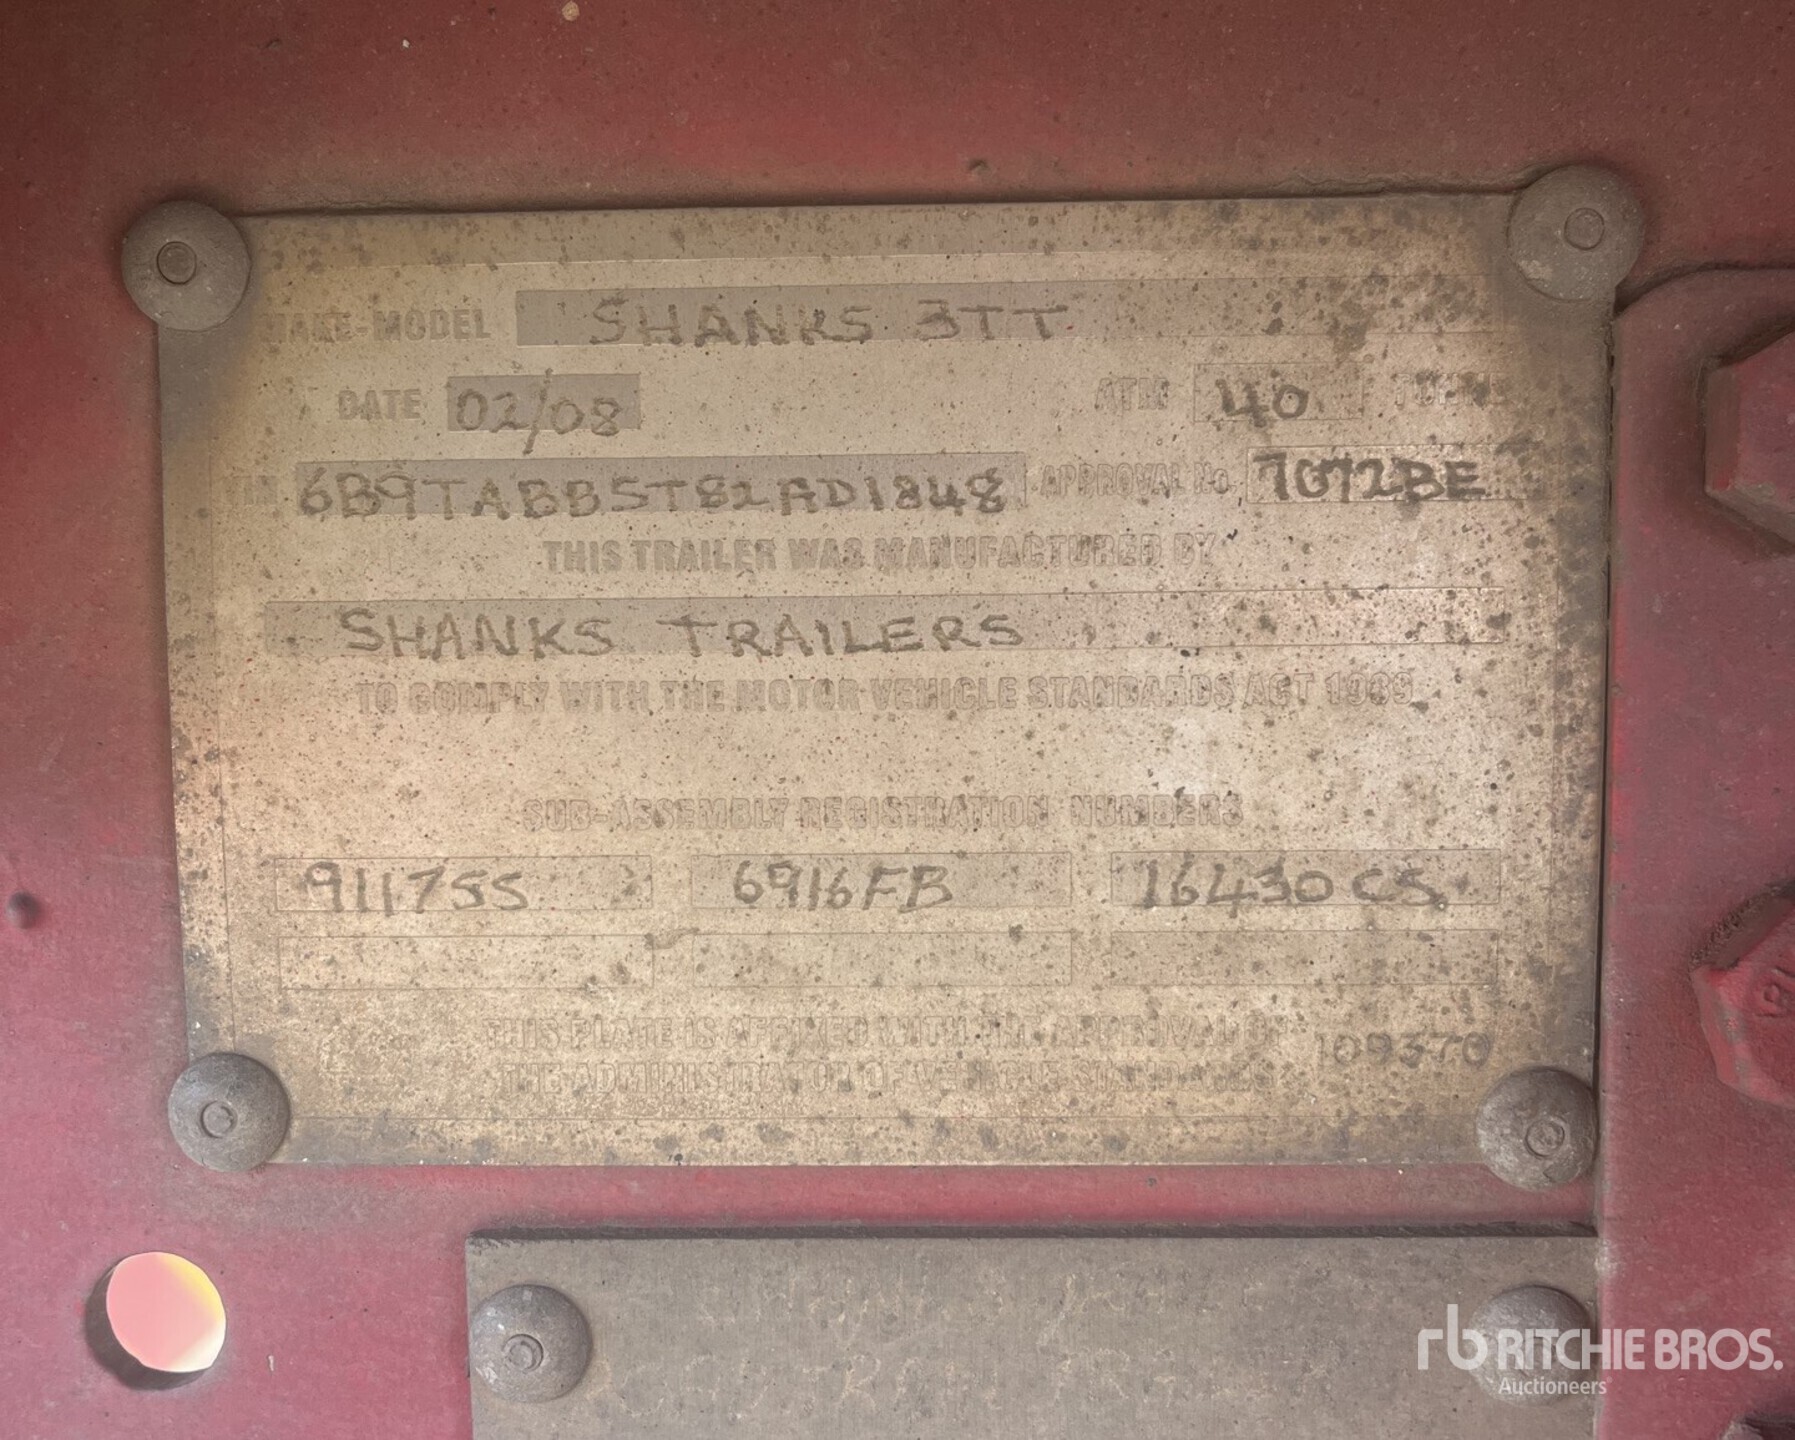 MAKE-MODEL SHANKS 3TT
DATE 02/08 ATM 40 TONNE
VIN 6B9TABB5T82AD1848 APPROVAL No. 7072BE
THIS TRAILER WAS MANUFACTURED BY
SHANKS TRAILERS
TO COMPLY WITH THE MOTOR VEHICLE STANDARDS ACT 1989
SUB-ASSEMBLY REGISTRATION NUMBERS
911755 6916FB 16430CS
THIS PLATE IS AFFIXED WITH THE APPROVAL OF
THE ADMINISTRATOR OF VEHICLE STANDARDS
109370
rb RITCHIE BROS.
Auctioneers